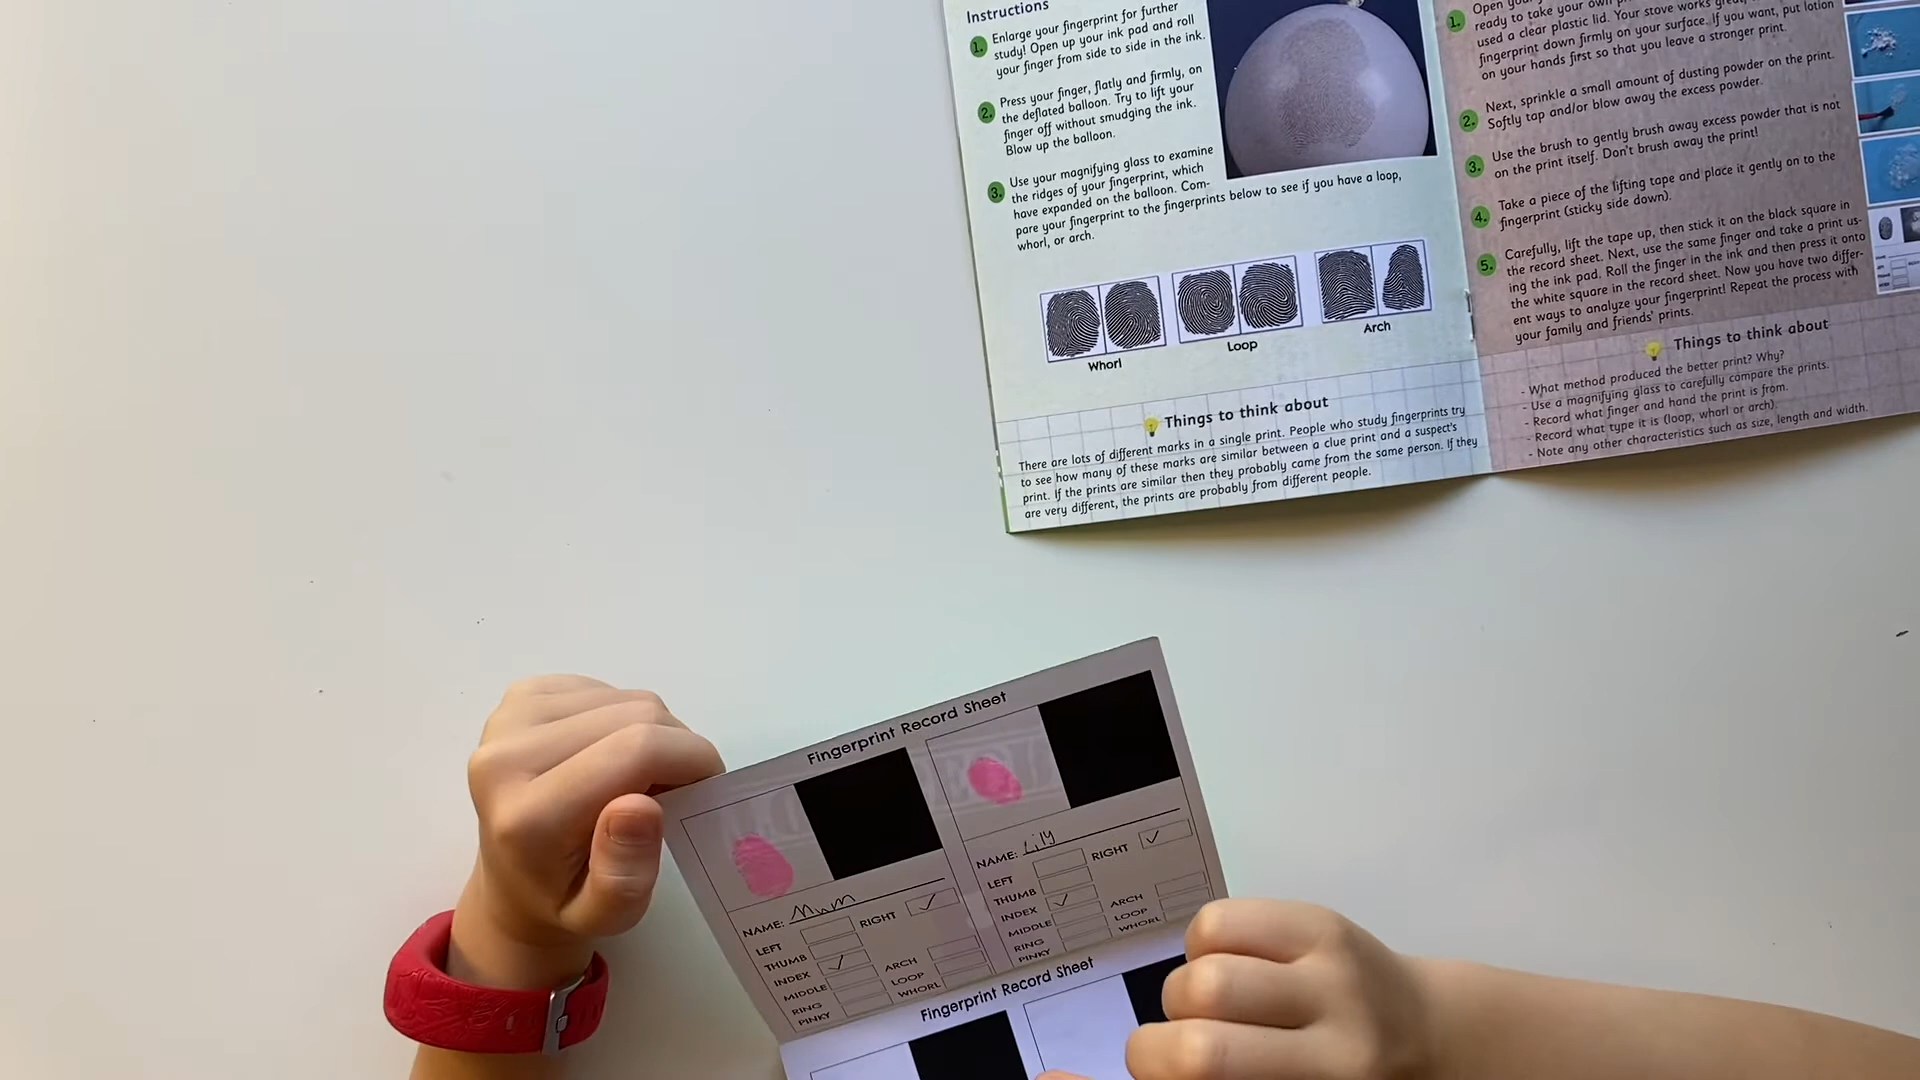 Instructions
1. Enlarge your fingerprint for further
study! Open up your ink pad and roll
your finger from side to side in the ink.
2. Press your finger, flatly and firmly, on
the deflated balloon. Try to lift your
finger off without smudging the ink.
Blow up the balloon.
3. Use your magnifying glass to examine
the ridges of your fingerprint, which
have expanded on the balloon. Com-
pare your fingerprint to the fingerprints below to see if you have a loop,
whorl, or arch.
Whorl
Loop
Arch
Things to think about
There are lots of different marks in a single print. People who study fingerprints try
to see how many of these marks are similar between a clue print and a suspect's
print. If the prints are similar then they probably came from the same person. If they
are very different, the prints are probably from different people.
1. Open
ready to take your own
used a clear plastic lid. Your stove works
fingerprint down firmly on your surface. If you want, put lotion
on your hands first so that you leave a stronger print.
2. Next, sprinkle a small amount of dusting powder on the print.
Softly tap and/or blow away the excess powder.
3. Use the brush to gently brush away excess powder that is not
on the print itself. Don't brush away the print!
4. Take a piece of the lifting tape and place it gently on to the
fingerprint (sticky side down).
5. Carefully, lift the tape up, then stick it on the black square in
the record sheet. Next, use the same finger and take a print us-
ing the ink pad. Roll the finger in the ink and then press it onto
the white square in the record sheet. Now you have two differ-
ent ways to analyze your fingerprint! Repeat the process with
your family and friends' prints.
Things to think about
- What method produced the better print? Why?
- Use a magnifying glass to carefully compare the prints.
- Record what finger and hand the print is from.
- Record what type it is (loop, whorl or arch).
- Note any other characteristics such as size, length and width.
Fingerprint Record Sheet
NAME: Mum
LEFT RIGHT ✓
THUMB
INDEX ✓
MIDDLE ARCH
RING LOOP
PINKY WHORL
NAME: Lily
LEFT RIGHT ✓
THUMB
INDEX ✓
MIDDLE ARCH
RING LOOP
PINKY WHORL
Fingerprint Record Sheet